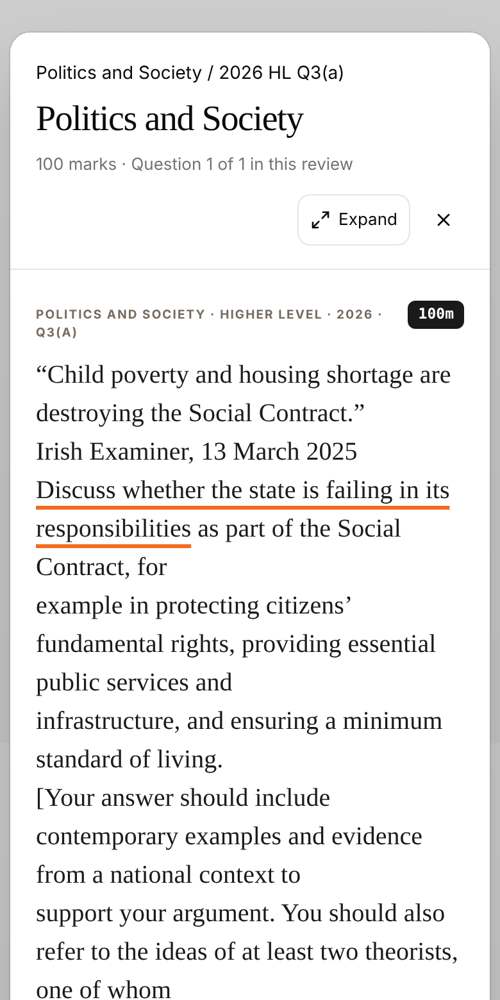 Politics and Society / 2026 HL Q3(a)
Politics and Society
100 marks · Question 1 of 1 in this review
Expand
POLITICS AND SOCIETY · HIGHER LEVEL · 2026 ·
Q3(A)
100m
“Child poverty and housing shortage are
destroying the Social Contract.”
Irish Examiner, 13 March 2025
Discuss whether the state is failing in its
responsibilities as part of the Social
Contract, for
example in protecting citizens’
fundamental rights, providing essential
public services and
infrastructure, and ensuring a minimum
standard of living.
[Your answer should include
contemporary examples and evidence
from a national context to
support your argument. You should also
refer to the ideas of at least two theorists,
one of whom